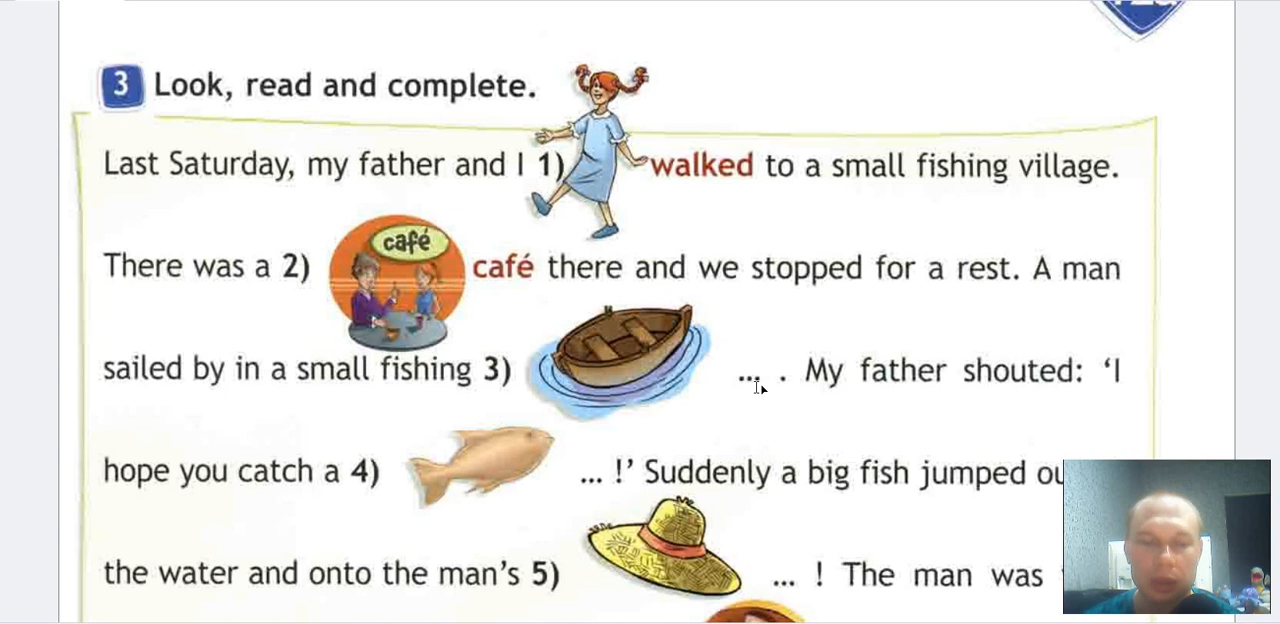 3 Look, read and complete.
Last Saturday, my father and I 1) walked to a small fishing village.
café
There was a 2) café there and we stopped for a rest. A man
sailed by in a small fishing 3) ... . My father shouted: ‘I
hope you catch a 4) ... !’ Suddenly a big fish jumped
the water and onto the man’s 5) ... ! The man was